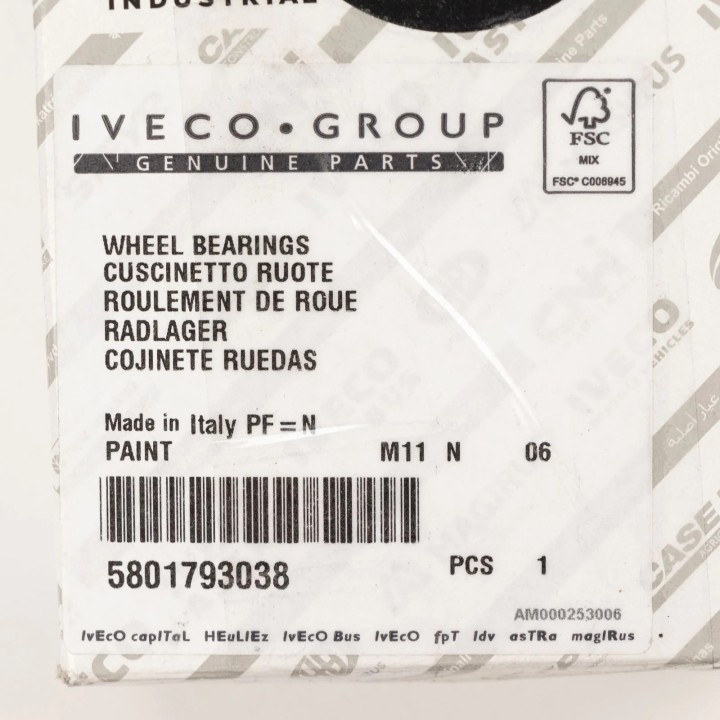 INDUSTRIAL
IVECO • GROUP
GENUINE PARTS
FSC
MIX
FSC® C006945
WHEEL BEARINGS
CUSCINETTO RUOTE
ROULEMENT DE ROUE
RADLAGER
COJINETE RUEDAS
Made in Italy PF = N
PAINT M11 N 06
5801793038 PCS 1
AM000253006
IvEcO capITaL HEuLIEz IvEcO Bus IvEcO fpT Idv asTRa magIRus